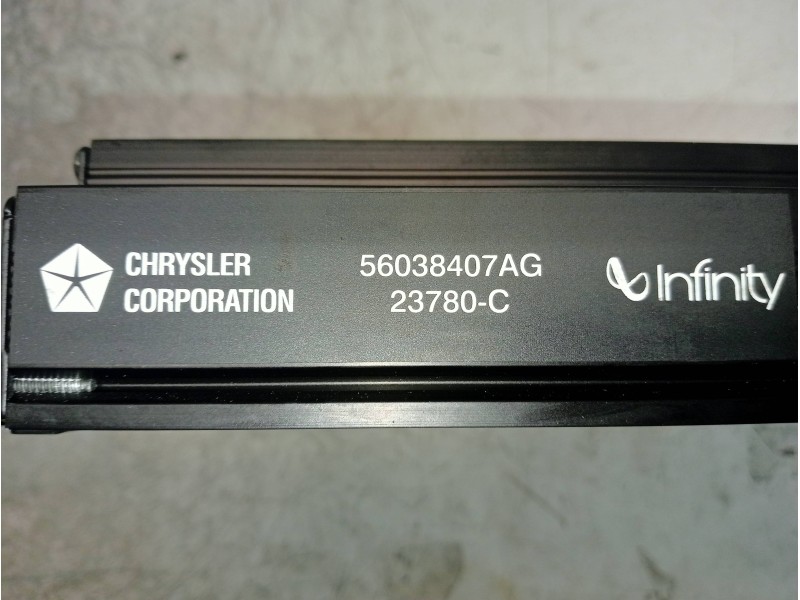 CHRYSLER
CORPORATION
56038407AG
23780-C
Infinity